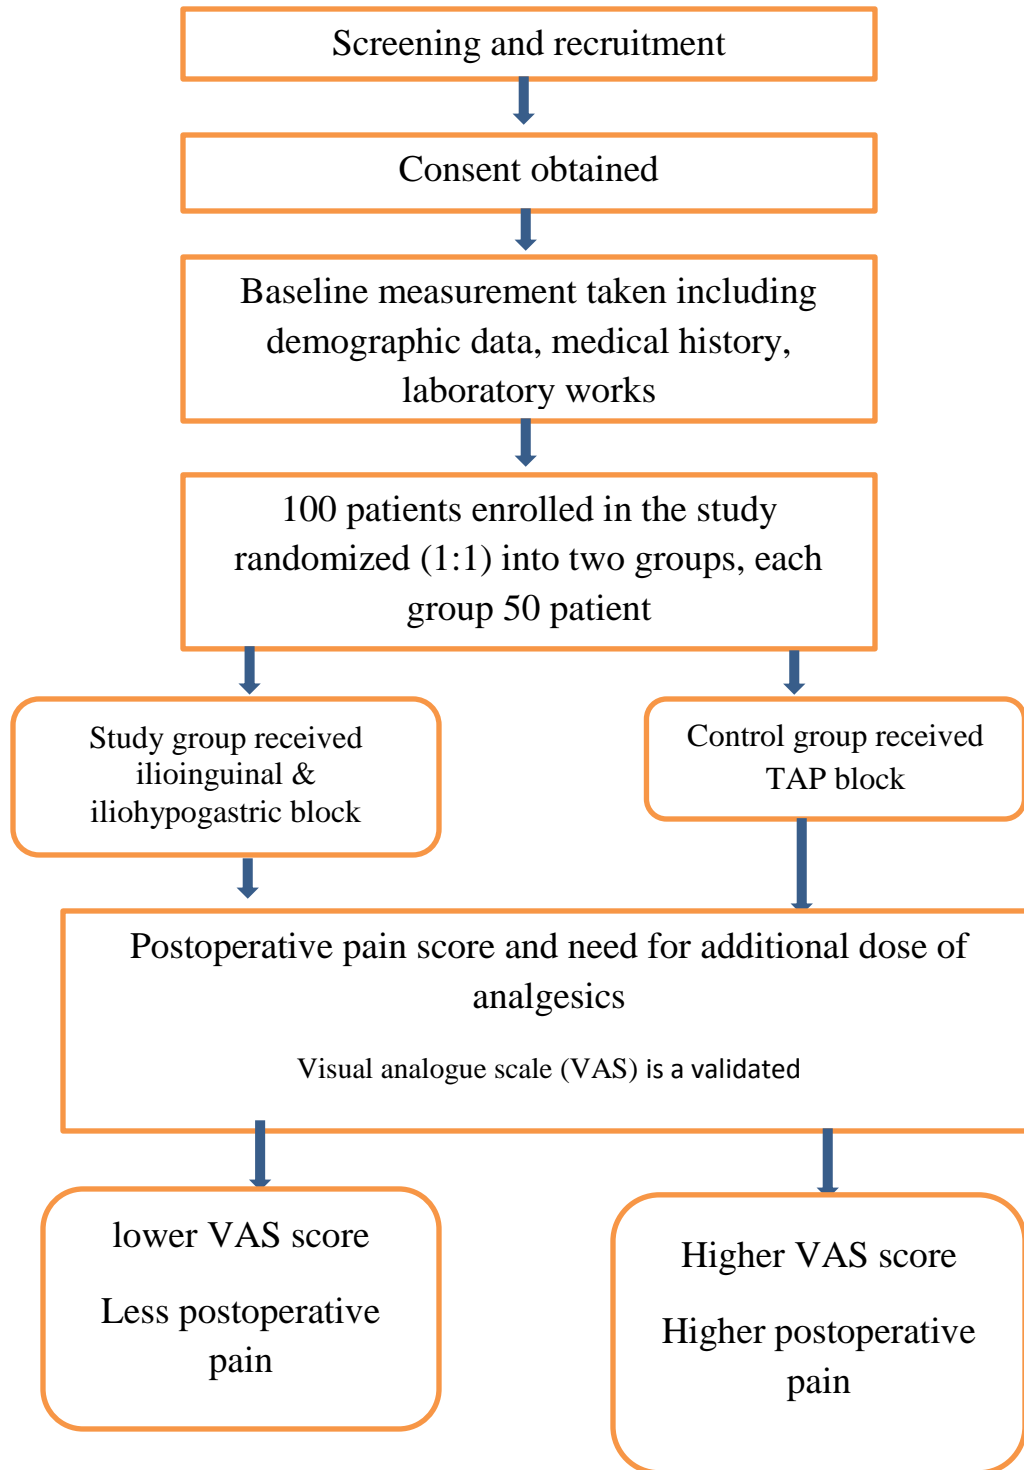 Screening and recruitment
Consent obtained
Baseline measurement taken including
demographic data, medical history,
laboratory works
100 patients enrolled in the study
randomized (1:1) into two groups, each
group 50 patient
Study group received
ilioinguinal &
iliohypogastric block
Control group received
TAP block
Postoperative pain score and need for additional dose of
analgesics
Visual analogue scale (VAS) is a validated
lower VAS score
Less postoperative
pain
Higher VAS score
Higher postoperative
pain